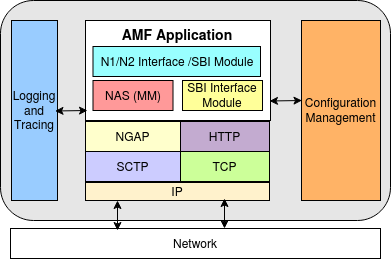 AMF Application
N1/N2 Interface /SBI Module
NAS (MM)
SBI Interface
Module
Logging
and
Tracing
Configuration
Management
NGAP
HTTP
SCTP
TCP
IP
Network